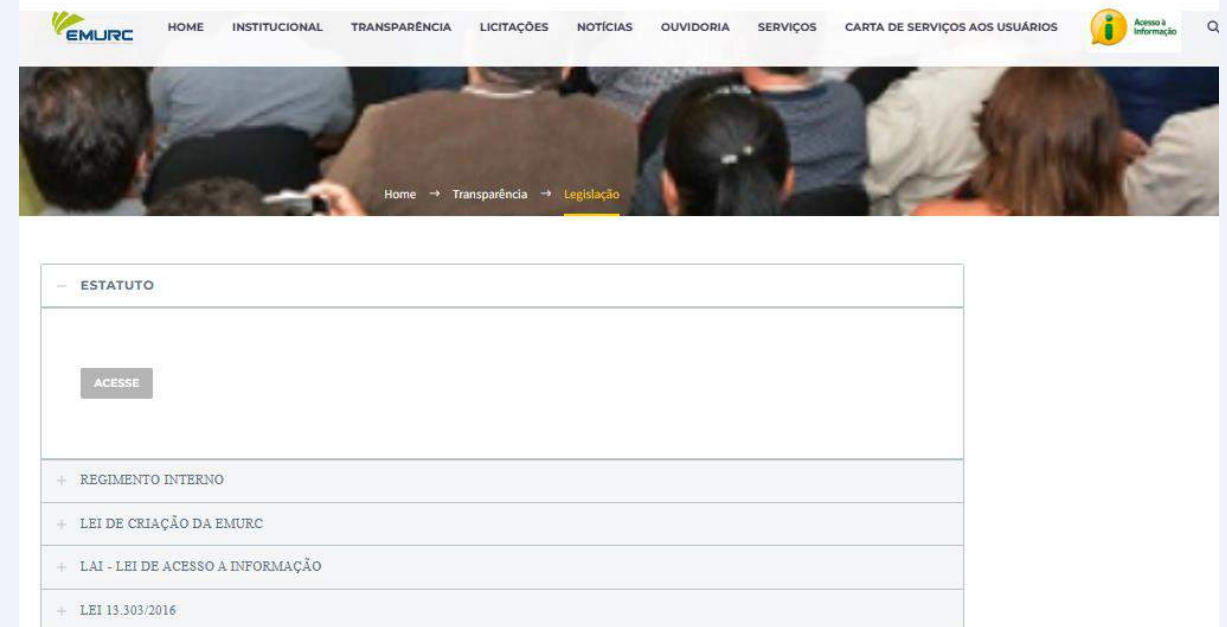 EMURC
HOME INSTITUCIONAL TRANSPARÊNCIA LICITAÇÕES NOTÍCIAS OUVIDORIA SERVIÇOS CARTA DE SERVIÇOS AOS USUÁRIOS
Acesso à
Informação
Home → Transparência → Legislação
− ESTATUTO
ACESSE
+ REGIMENTO INTERNO
+ LEI DE CRIAÇÃO DA EMURC
+ LAI - LEI DE ACESSO A INFORMAÇÃO
+ LEI 13.303/2016